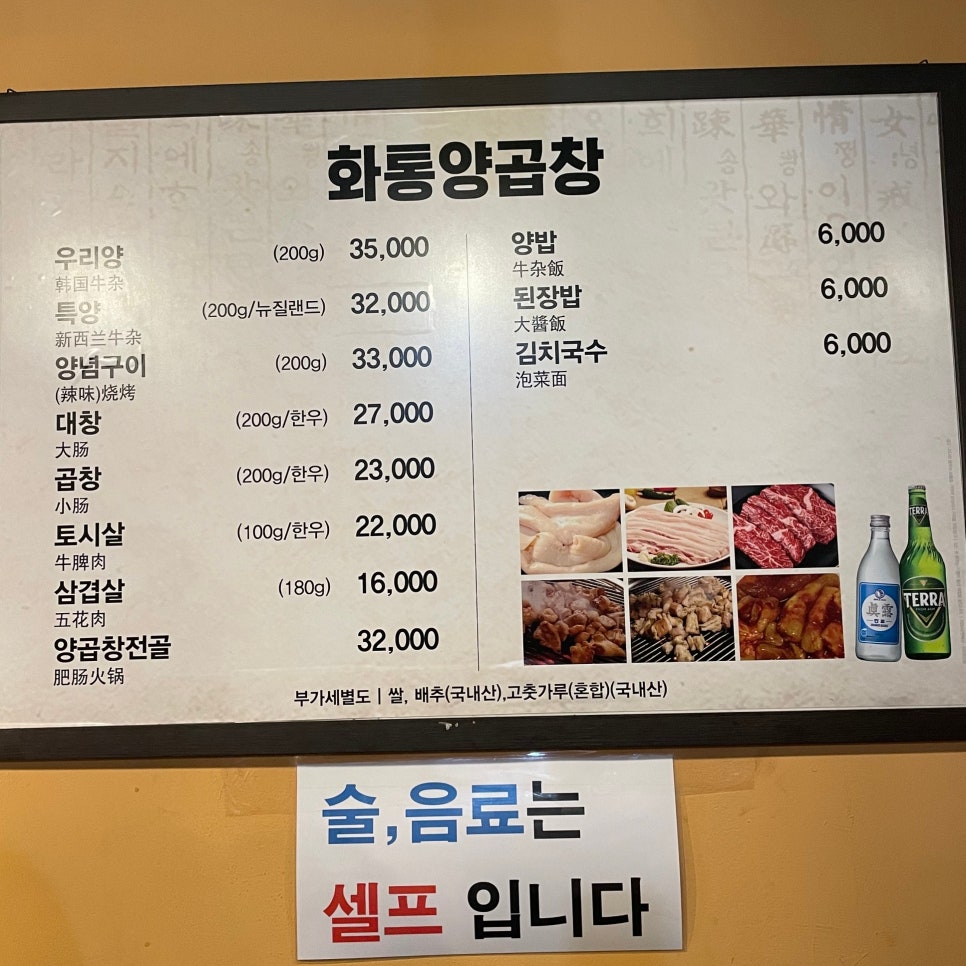 화통양곱창
우리양 (200g) 35,000
韩国牛杂
특양 (200g/뉴질랜드) 32,000
新西兰牛杂
양념구이 (200g) 33,000
(辣味)烧烤
대창 (200g/한우) 27,000
大肠
곱창 (200g/한우) 23,000
小肠
토시살 (100g/한우) 22,000
牛脾肉
삼겹살 (180g) 16,000
五花肉
양곱창전골 32,000
肥肠火锅
양밥 6,000
牛杂飯
된장밥 6,000
大醬飯
김치국수 6,000
泡菜面
眞露
TERRA
TERRA
부가세별도 | 쌀, 배추(국내산),고춧가루(혼합)(국내산)
술,음료는
셀프 입니다